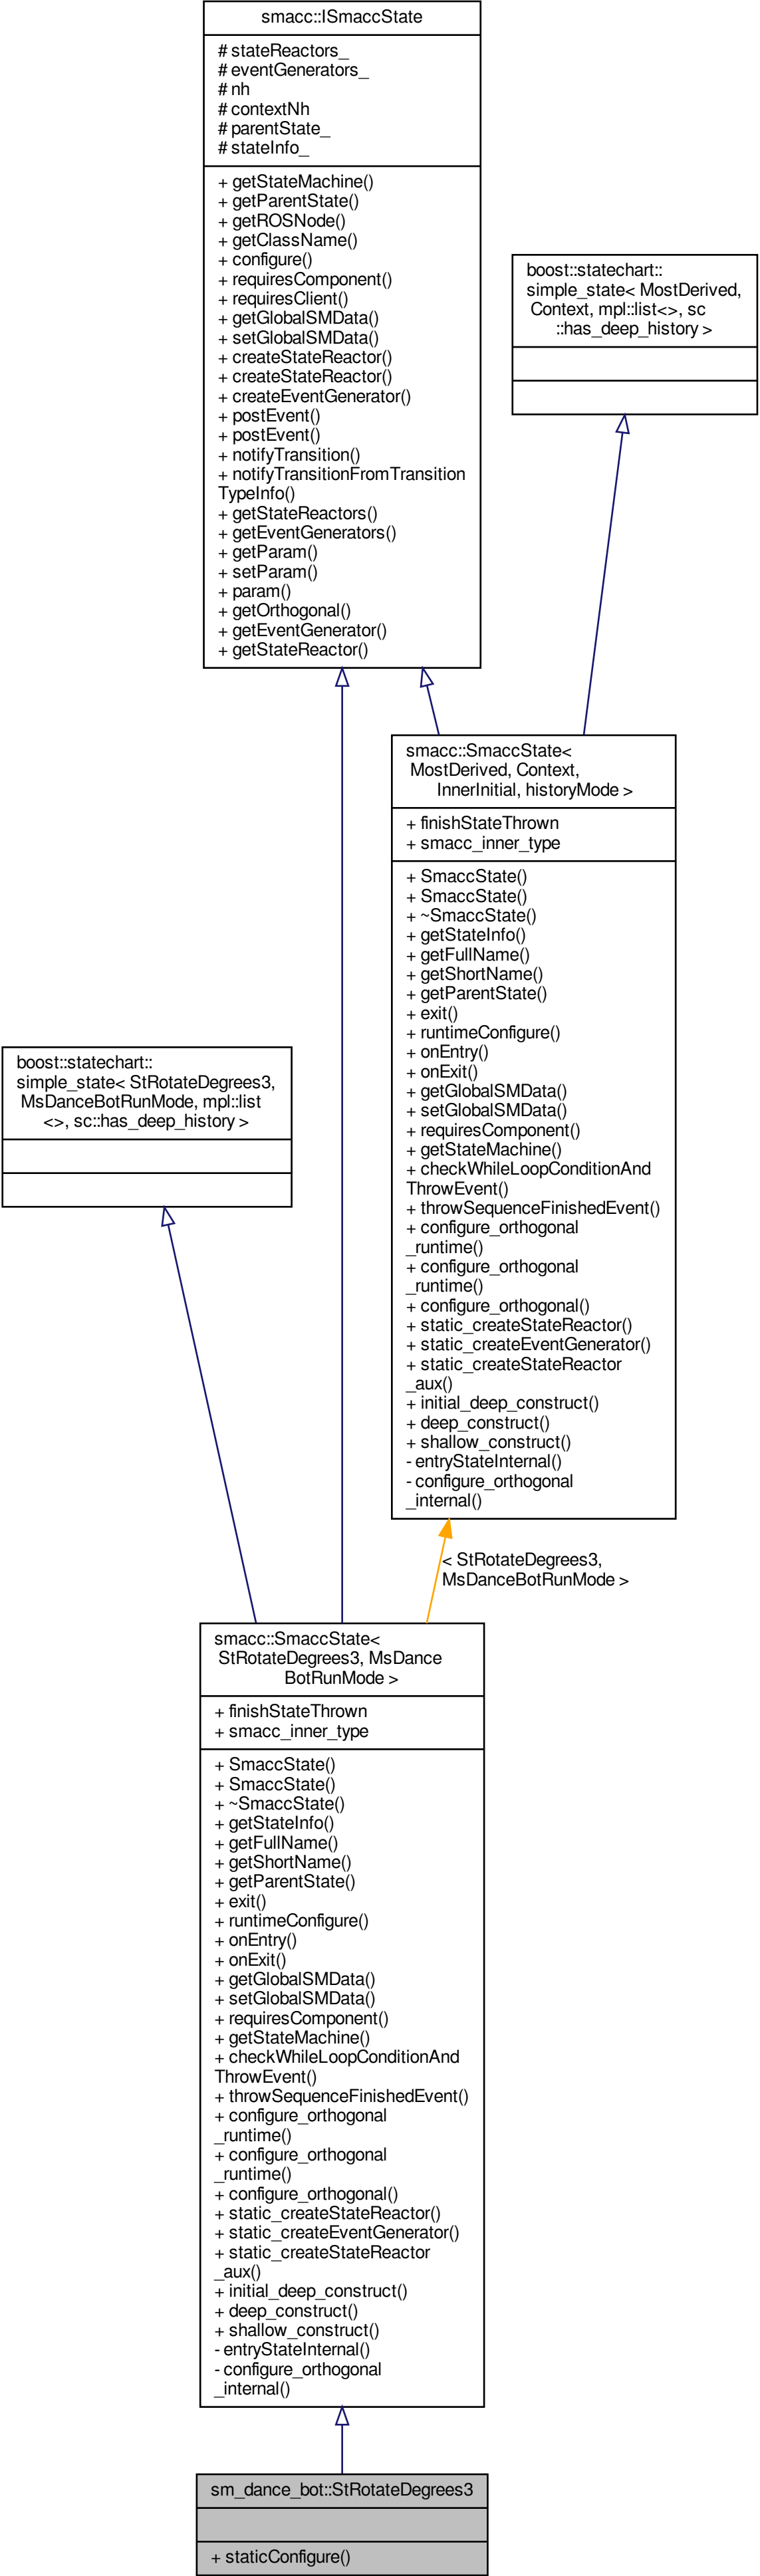 smacc::ISmaccState
# stateReactors_
# eventGenerators_
# nh
# contextNh
# parentState_
# stateInfo_
+ getStateMachine()
+ getParentState()
+ getROSNode()
+ getClassName()
+ configure()
+ requiresComponent()
+ requiresClient()
+ getGlobalSMData()
+ setGlobalSMData()
+ createStateReactor()
+ createStateReactor()
+ createEventGenerator()
+ postEvent()
+ postEvent()
+ notifyTransition()
+ notifyTransitionFromTransition
TypeInfo()
+ getStateReactors()
+ getEventGenerators()
+ getParam()
+ setParam()
+ param()
+ getOrthogonal()
+ getEventGenerator()
+ getStateReactor()
boost::statechart::
simple_state< MostDerived,
Context, mpl::list<>, sc
::has_deep_history >
smacc::SmaccState<
MostDerived, Context,
InnerInitial, historyMode >
+ finishStateThrown
+ smacc_inner_type
+ SmaccState()
+ SmaccState()
+ ~SmaccState()
+ getStateInfo()
+ getFullName()
+ getShortName()
+ getParentState()
+ exit()
+ runtimeConfigure()
+ onEntry()
+ onExit()
+ getGlobalSMData()
+ setGlobalSMData()
+ requiresComponent()
+ getStateMachine()
+ checkWhileLoopConditionAnd
ThrowEvent()
+ throwSequenceFinishedEvent()
+ configure_orthogonal
_runtime()
+ configure_orthogonal
_runtime()
+ configure_orthogonal()
+ static_createStateReactor()
+ static_createEventGenerator()
+ static_createStateReactor
_aux()
+ initial_deep_construct()
+ deep_construct()
+ shallow_construct()
- entryStateInternal()
- configure_orthogonal
_internal()
boost::statechart::
simple_state< StRotateDegrees3,
MsDanceBotRunMode, mpl::list
<>, sc::has_deep_history >
< StRotateDegrees3,
MsDanceBotRunMode >
smacc::SmaccState<
StRotateDegrees3, MsDance
BotRunMode >
+ finishStateThrown
+ smacc_inner_type
+ SmaccState()
+ SmaccState()
+ ~SmaccState()
+ getStateInfo()
+ getFullName()
+ getShortName()
+ getParentState()
+ exit()
+ runtimeConfigure()
+ onEntry()
+ onExit()
+ getGlobalSMData()
+ setGlobalSMData()
+ requiresComponent()
+ getStateMachine()
+ checkWhileLoopConditionAnd
ThrowEvent()
+ throwSequenceFinishedEvent()
+ configure_orthogonal
_runtime()
+ configure_orthogonal
_runtime()
+ configure_orthogonal()
+ static_createStateReactor()
+ static_createEventGenerator()
+ static_createStateReactor
_aux()
+ initial_deep_construct()
+ deep_construct()
+ shallow_construct()
- entryStateInternal()
- configure_orthogonal
_internal()
sm_dance_bot::StRotateDegrees3
+ staticConfigure()